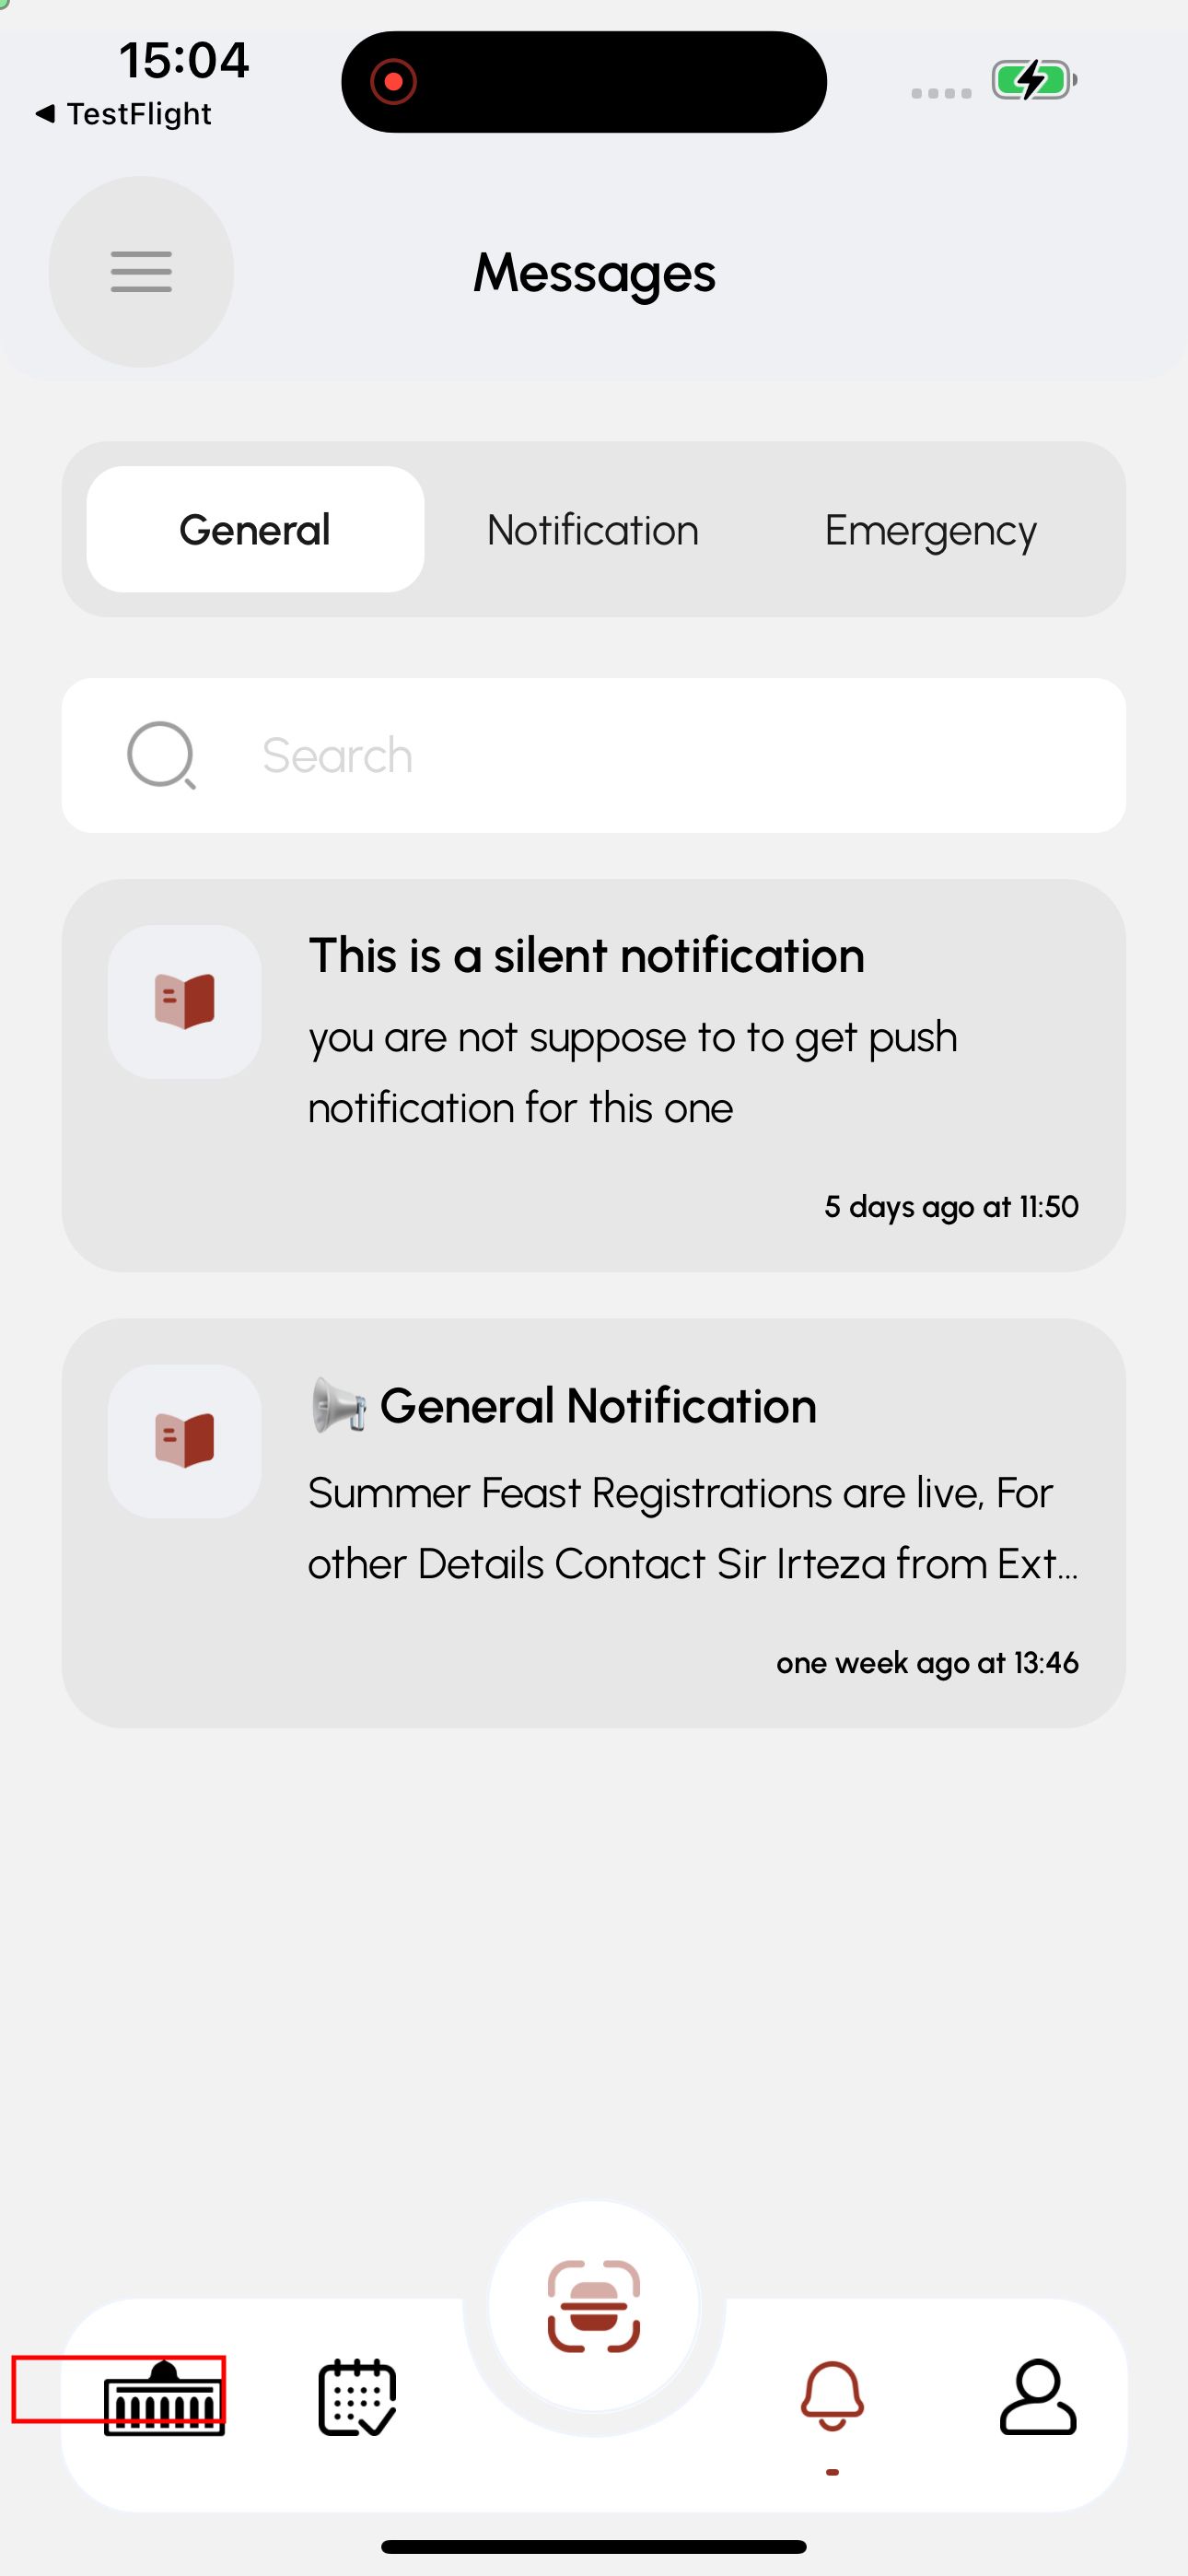 15:04
◀ TestFlight
Messages
General Notification Emergency
Search
This is a silent notification
you are not suppose to to get push
notification for this one
5 days ago at 11:50
📢 General Notification
Summer Feast Registrations are live, For
other Details Contact Sir Irteza from Ext...
one week ago at 13:46